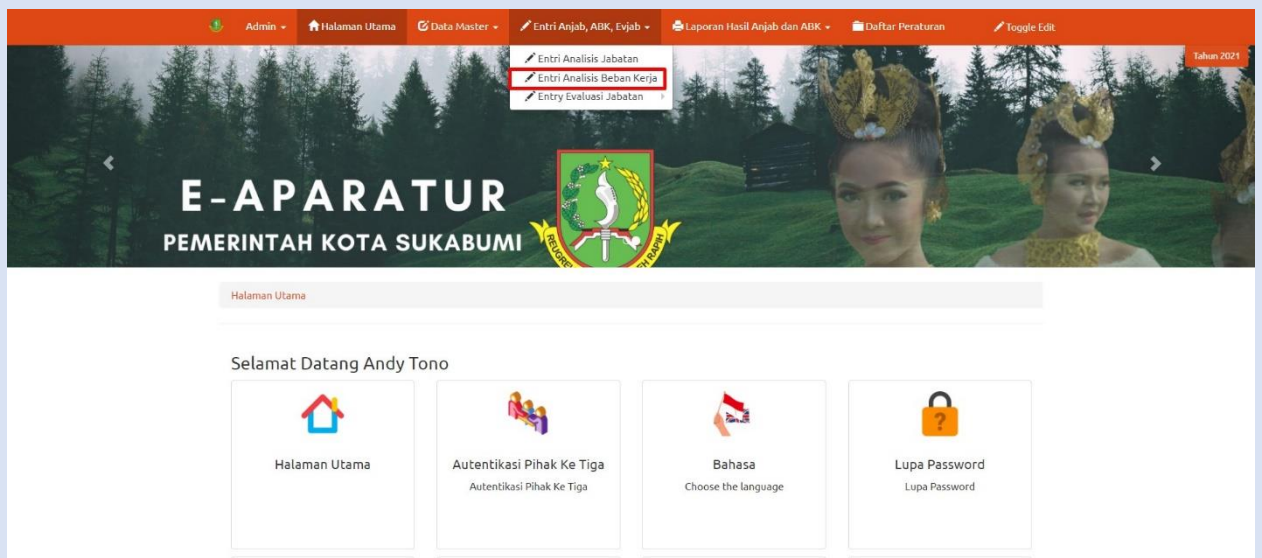 Admin
Halaman Utama
Data Master
Entri Anjab, ABK, Evjab
Laporan Hasil Anjab dan ABK
Daftar Peraturan
Toggle Edit
Entri Analisis Jabatan
Entri Analisis Beban Kerja
Entry Evaluasi Jabatan
Tahun 2021
E-APARATUR
PEMERINTAH KOTA SUKABUMI
Halaman Utama
Selamat Datang Andy Tono
Halaman Utama
Autentikasi Pihak Ke Tiga
Autentikasi Pihak Ke Tiga
Bahasa
Choose the language
Lupa Password
Lupa Password